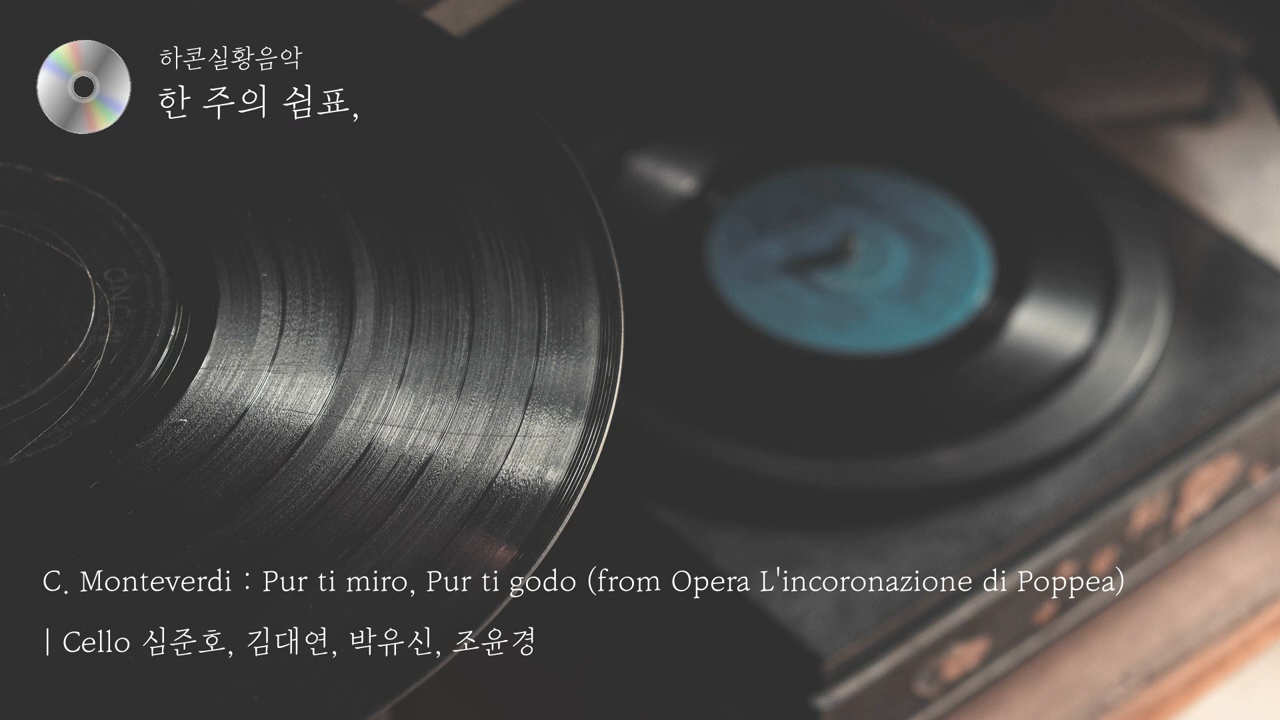 하콘실황음악
한 주의 쉼표,
C. Monteverdi : Pur ti miro, Pur ti godo (from Opera L'incoronazione di Poppea)
| Cello 심준호, 김대연, 박유신, 조윤경